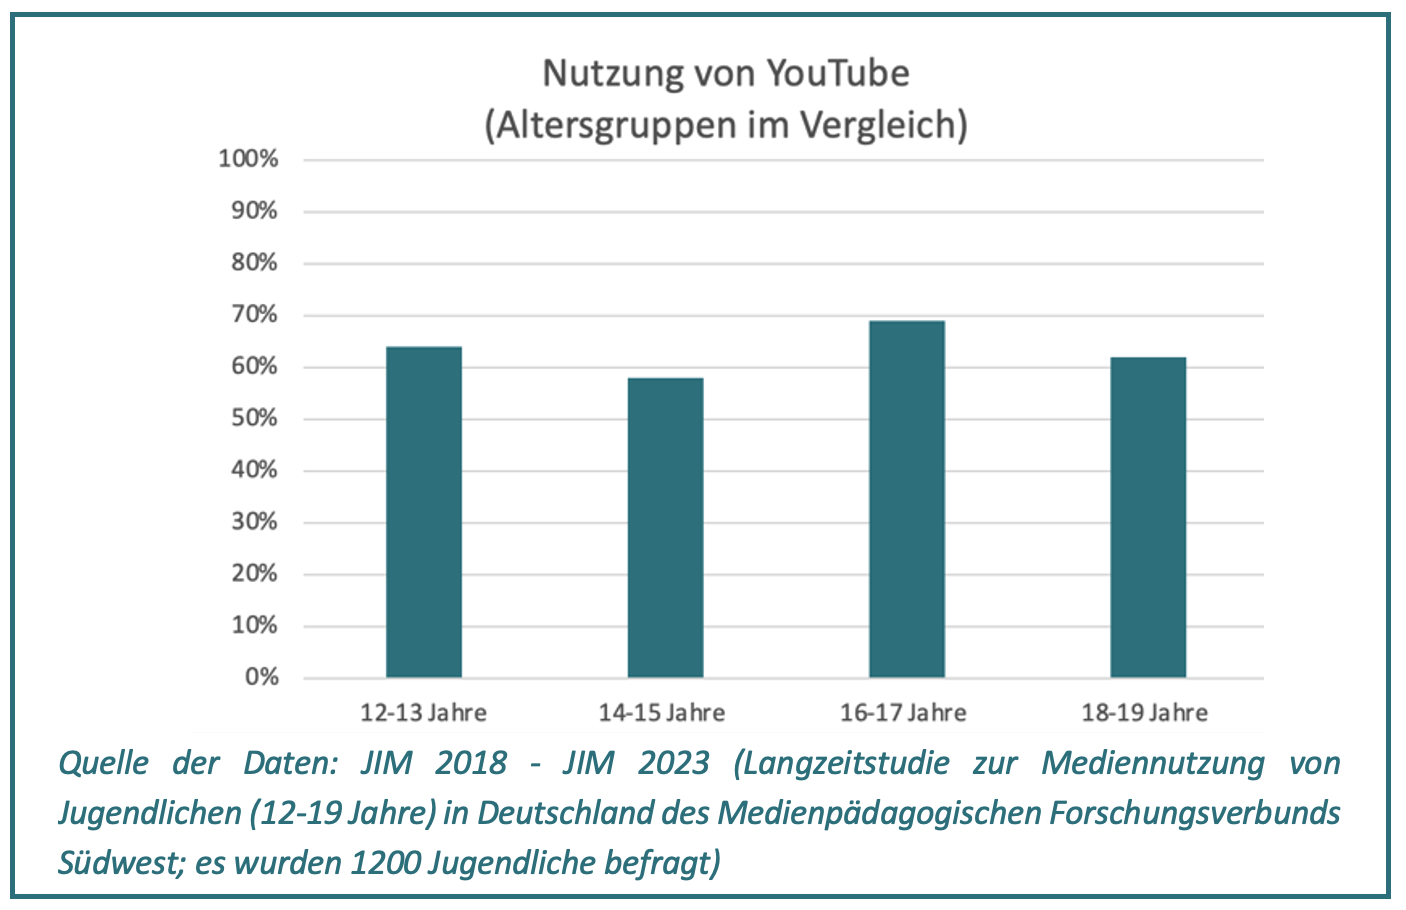 Nutzung von YouTube
(Altersgruppen im Vergleich)
100%
90%
80%
70%
60%
50%
40%
30%
20%
10%
0%
12-13 Jahre 14-15 Jahre 16-17 Jahre 18-19 Jahre
Quelle der Daten: JIM 2018 - JIM 2023 (Langzeitstudie zur Mediennutzung von
Jugendlichen (12-19 Jahre) in Deutschland des Medienpädagogischen Forschungsverbunds
Südwest; es wurden 1200 Jugendliche befragt)